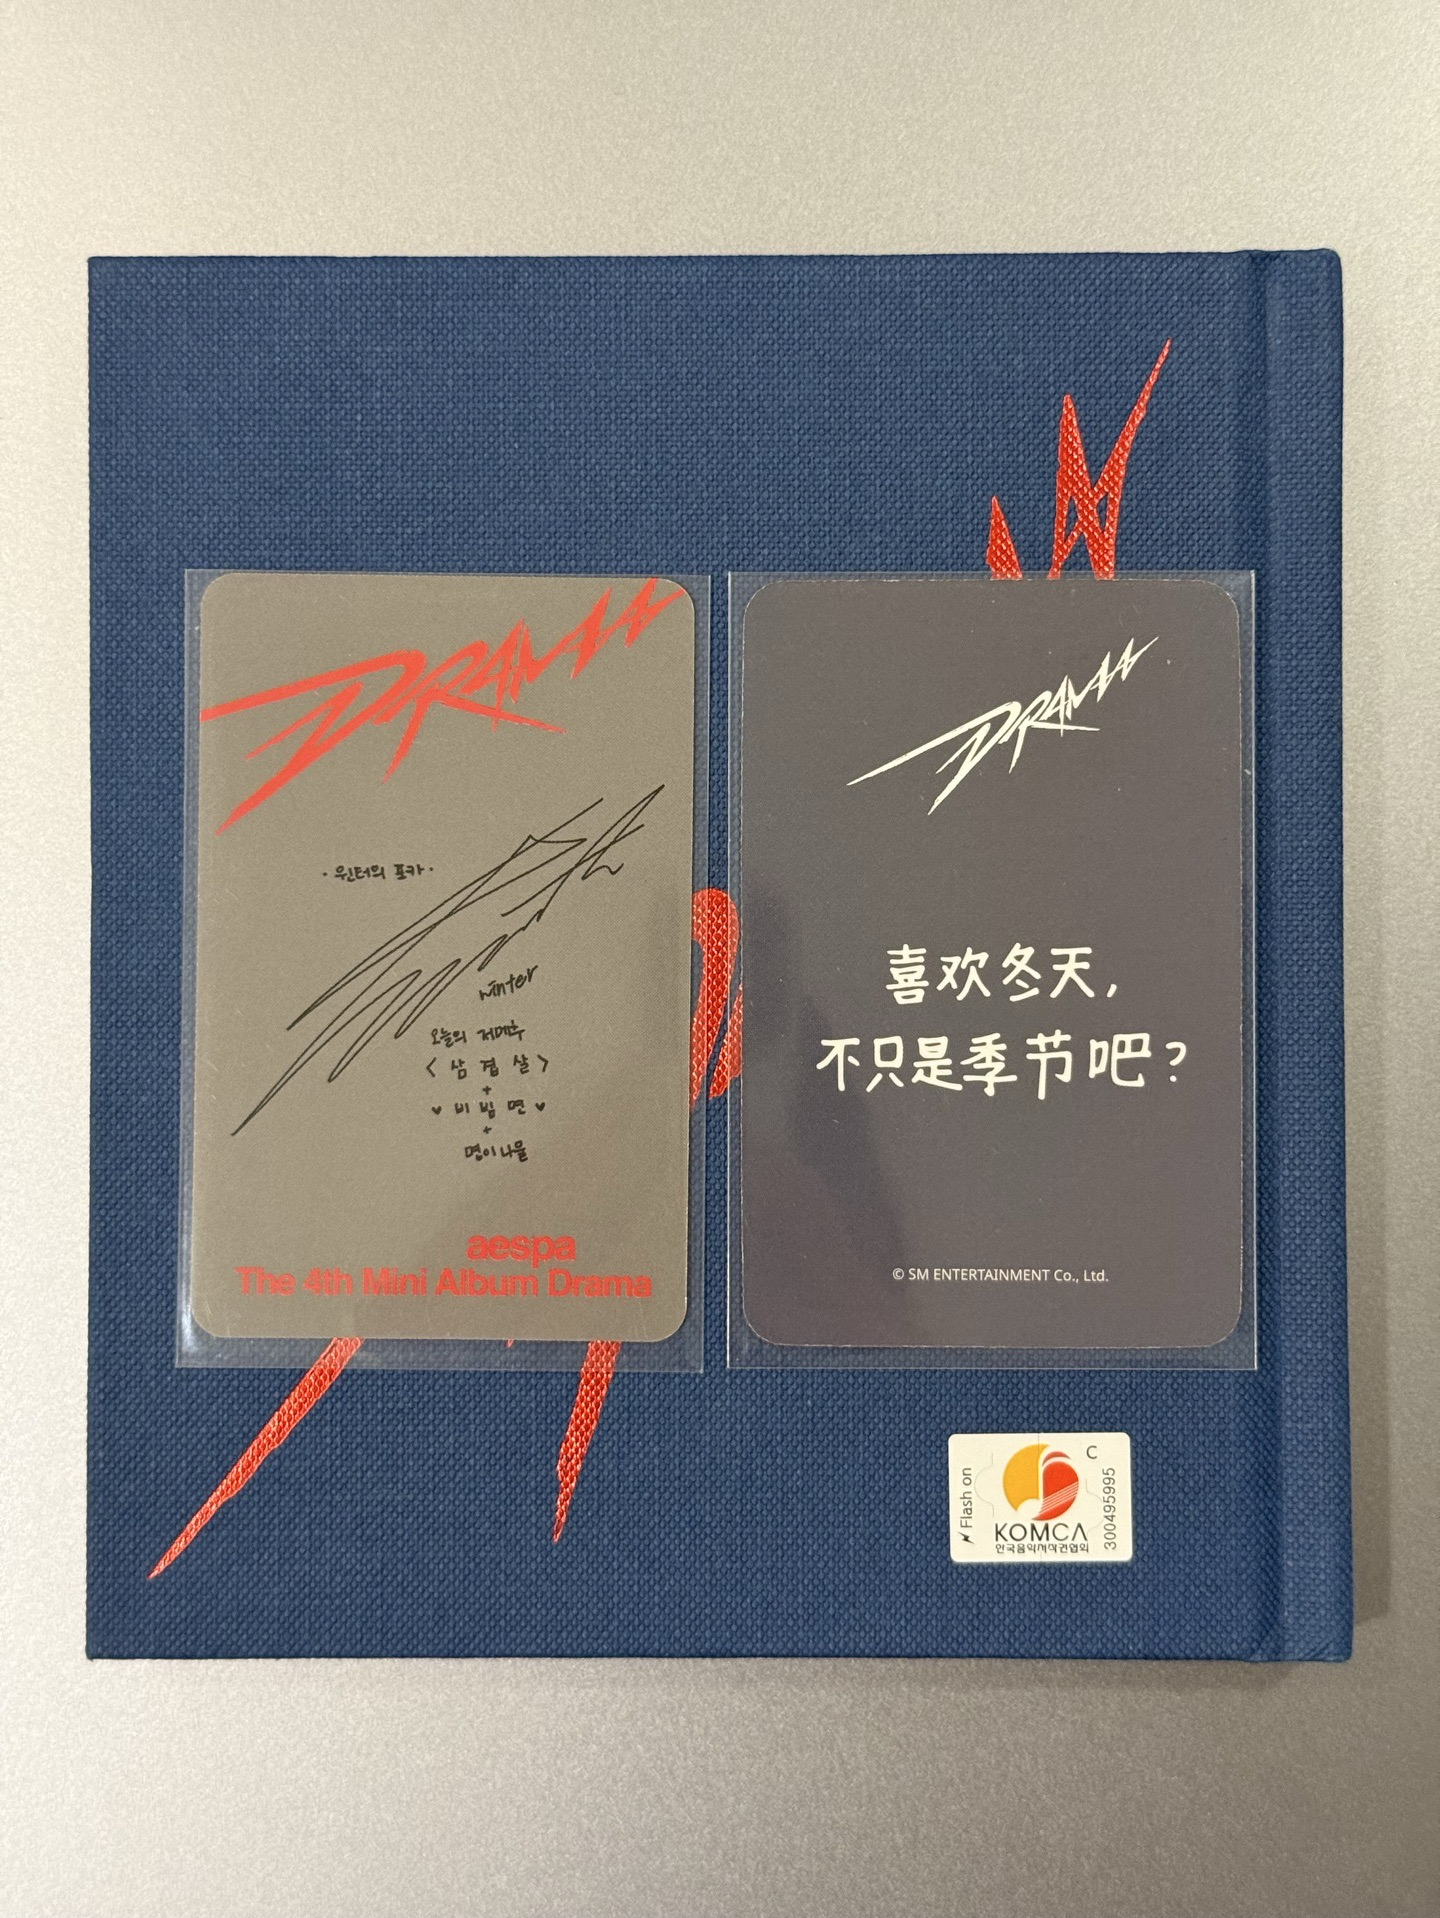 DRAMA
·윈터의 포카·
winter
오늘의 저메추
< 삼 겹 살 >
+
♥ 비 빔 면 ♥
+
명이나물
aespa
The 4th Mini Album Drama
DRAMA
喜欢冬天,
不只是季节吧?
© SM ENTERTAINMENT Co., Ltd.
Flash on
C
KOMCA
한국음악저작권협회
300495995